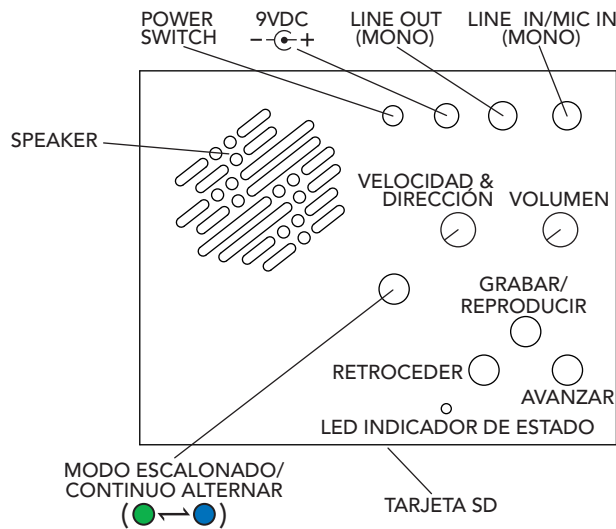 POWER
SWITCH
9VDC
- +
LINE OUT
(MONO)
LINE IN/MIC IN
(MONO)
SPEAKER
VELOCIDAD &
DIRECCIÓN
VOLUMEN
GRABAR/
REPRODUCIR
RETROCEDER
AVANZAR
LED INDICADOR DE ESTADO
MODO ESCALONADO/
CONTINUO ALTERNAR
( )
TARJETA SD